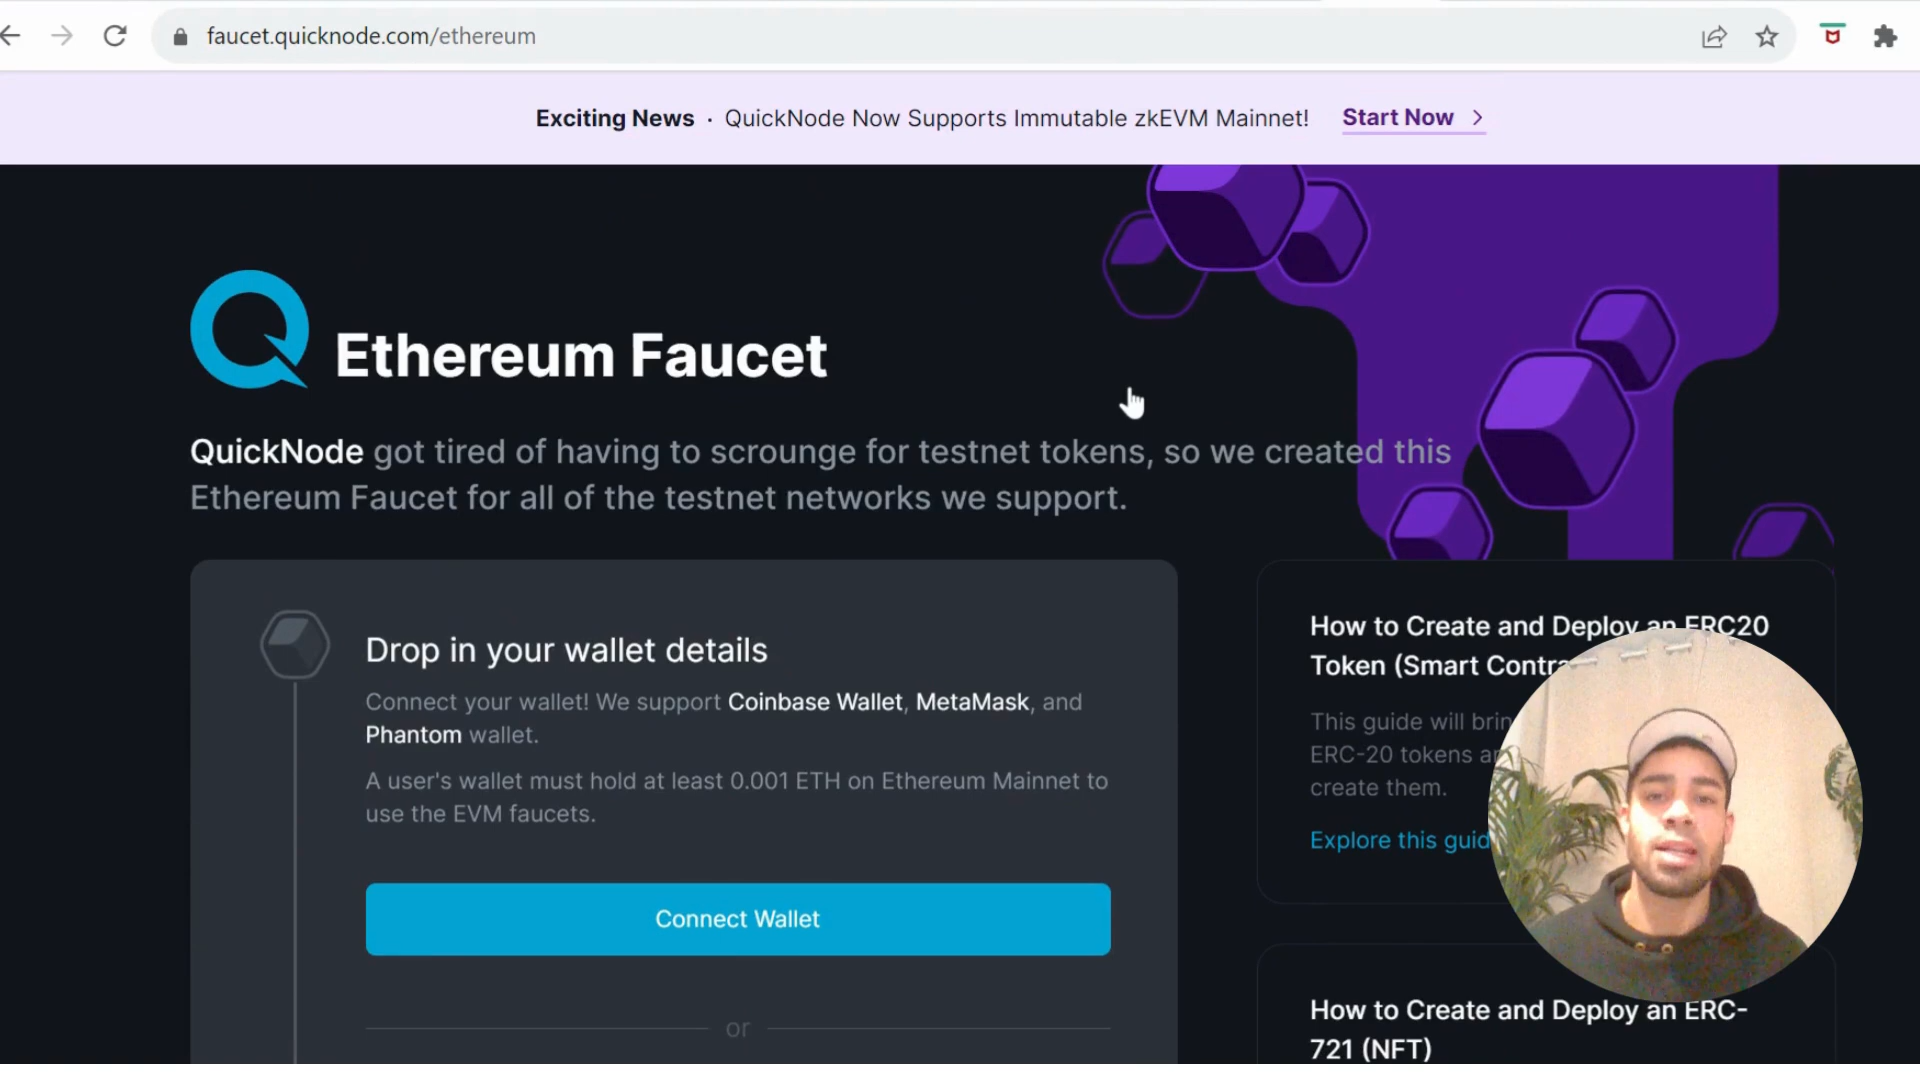 faucet.quicknode.com/ethereum
Exciting News · QuickNode Now Supports Immutable zkEVM Mainnet! Start Now >
Ethereum Faucet
QuickNode got tired of having to scrounge for testnet tokens, so we created this
Ethereum Faucet for all of the testnet networks we support.
Drop in your wallet details
Connect your wallet! We support Coinbase Wallet, MetaMask, and
Phantom wallet.
A user's wallet must hold at least 0.001 ETH on Ethereum Mainnet to
use the EVM faucets.
Connect Wallet
or
How to Create and Deploy an ERC20
Token (Smart
This guide will
ERC-20 tokens
create them.
Explore this
How to Create and Deploy an ERC-
721 (NFT)